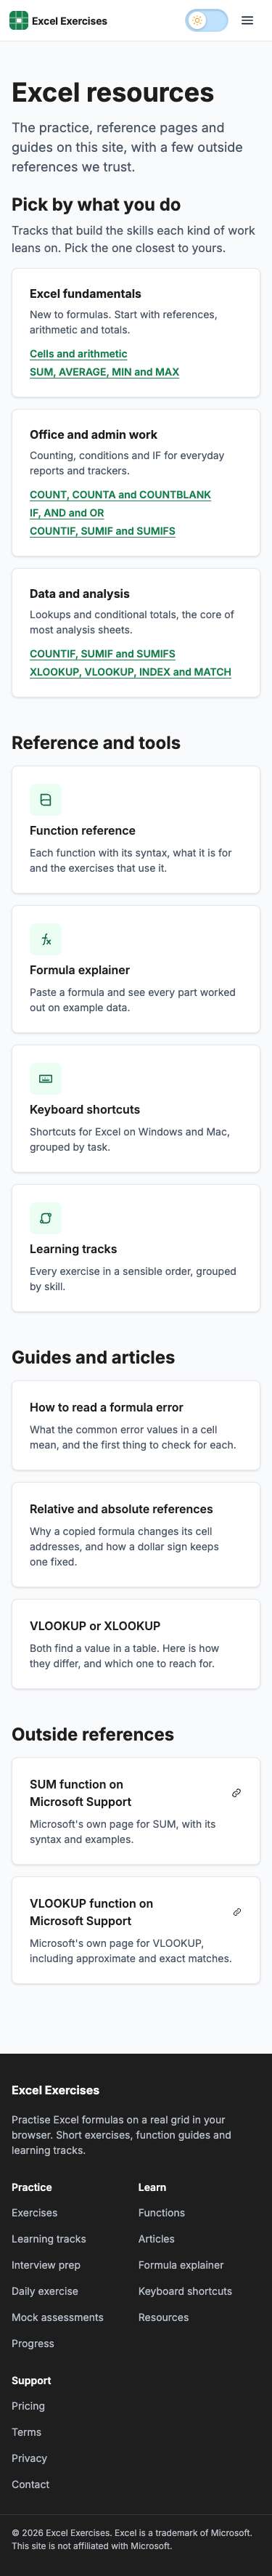 Excel Exercises
Excel resources
The practice, reference pages and
guides on this site, with a few outside
references we trust.
Pick by what you do
Tracks that build the skills each kind of work
leans on. Pick the one closest to yours.
Excel fundamentals
New to formulas. Start with references,
arithmetic and totals.
Cells and arithmetic
SUM, AVERAGE, MIN and MAX
Office and admin work
Counting, conditions and IF for everyday
reports and trackers.
COUNT, COUNTA and COUNTBLANK
IF, AND and OR
COUNTIF, SUMIF and SUMIFS
Data and analysis
Lookups and conditional totals, the core of
most analysis sheets.
COUNTIF, SUMIF and SUMIFS
XLOOKUP, VLOOKUP, INDEX and MATCH
Reference and tools
Function reference
Each function with its syntax, what it is for
and the exercises that use it.
Formula explainer
Paste a formula and see every part worked
out on example data.
Keyboard shortcuts
Shortcuts for Excel on Windows and Mac,
grouped by task.
Learning tracks
Every exercise in a sensible order, grouped
by skill.
Guides and articles
How to read a formula error
What the common error values in a cell
mean, and the first thing to check for each.
Relative and absolute references
Why a copied formula changes its cell
addresses, and how a dollar sign keeps
one fixed.
VLOOKUP or XLOOKUP
Both find a value in a table. Here is how
they differ, and which one to reach for.
Outside references
SUM function on
Microsoft Support
Microsoft's own page for SUM, with its
syntax and examples.
VLOOKUP function on
Microsoft Support
Microsoft's own page for VLOOKUP,
including approximate and exact matches.
Excel Exercises
Practise Excel formulas on a real grid in your
browser. Short exercises, function guides and
learning tracks.
Practice
Exercises
Learning tracks
Interview prep
Daily exercise
Mock assessments
Progress
Learn
Functions
Articles
Formula explainer
Keyboard shortcuts
Resources
Support
Pricing
Terms
Privacy
Contact
© 2026 Excel Exercises. Excel is a trademark of Microsoft.
This site is not affiliated with Microsoft.